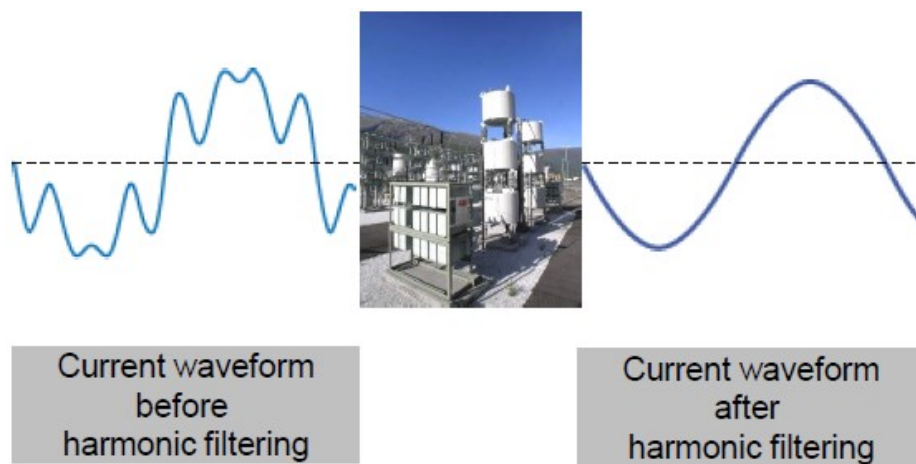 Current waveform
before
harmonic filtering
Current waveform
after
harmonic filtering